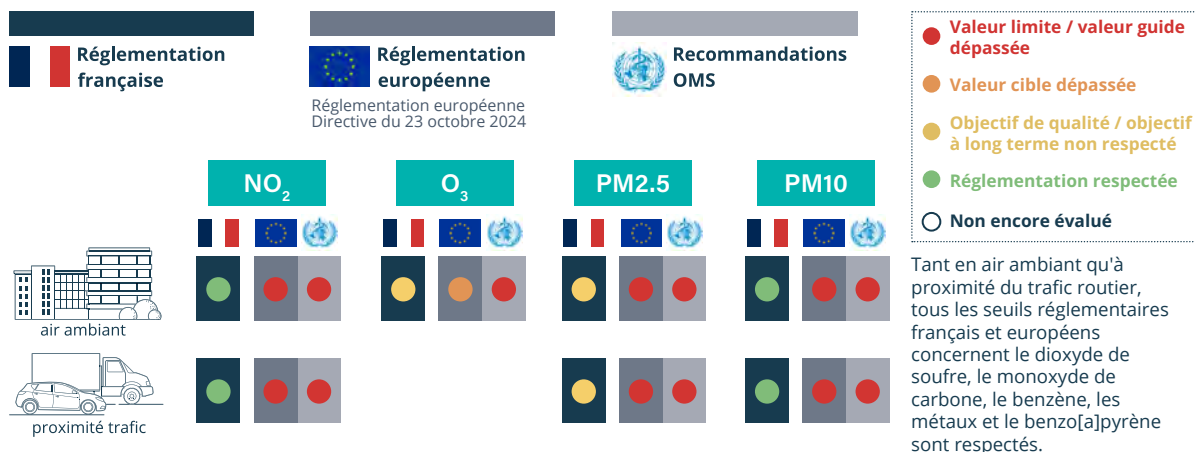 Réglementation
française
Réglementation
européenne
Réglementation européenne
Directive du 23 octobre 2024
Recommandations
OMS
Valeur limite / valeur guide
dépassée
Valeur cible dépassée
Objectif de qualité / objectif
à long terme non respecté
Réglementation respectée
Non encore évalué
NO₂
O₃
PM2.5
PM10
air ambiant
proximité trafic
Tant en air ambiant qu'à
proximité du trafic routier,
tous les seuils réglementaires
français et européens
concernent le dioxyde de
soufre, le monoxyde de
carbone, le benzène, les
métaux et le benzo[a]pyrène
sont respectés.